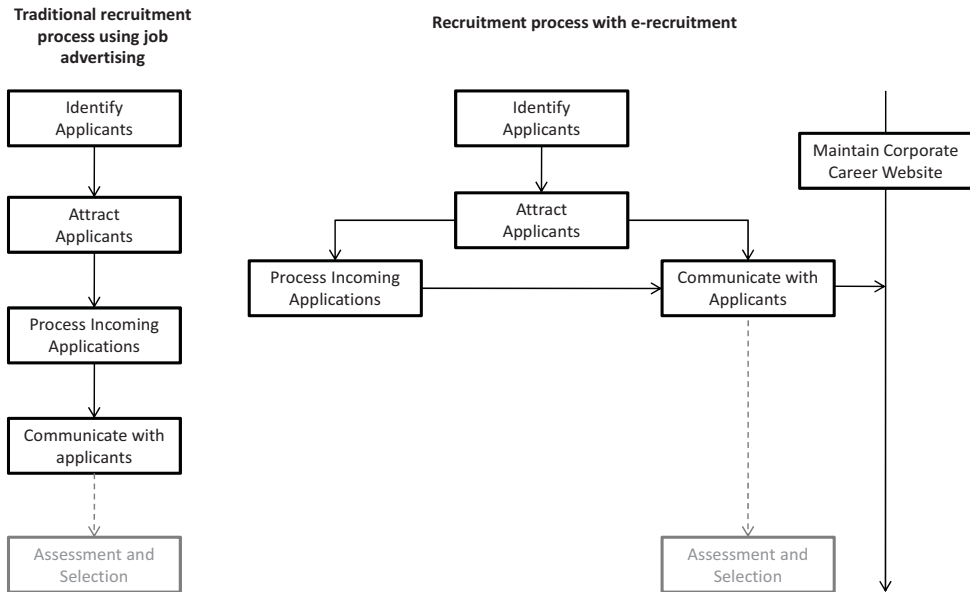 Traditional recruitment
process using job
advertising
Identify
Applicants
Attract
Applicants
Process Incoming
Applications
Communicate with
applicants
Assessment and
Selection
Recruitment process with e-recruitment
Identify
Applicants
Attract
Applicants
Process Incoming
Applications
Communicate with
Applicants
Assessment and
Selection
Maintain Corporate
Career Website